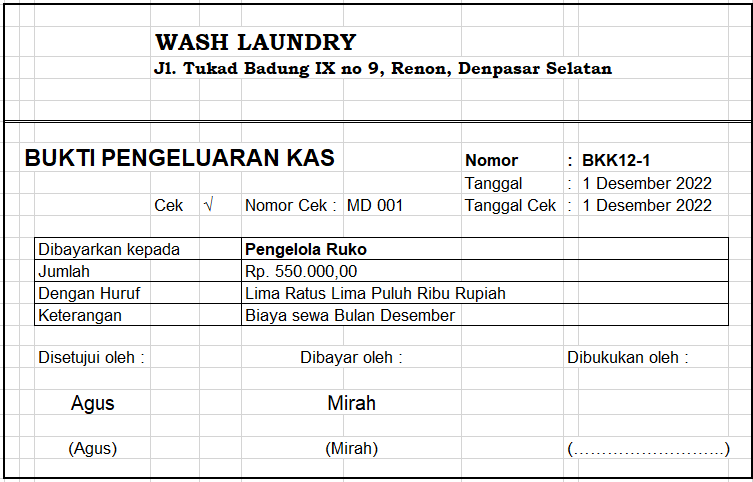 WASH LAUNDRY
Jl. Tukad Badung IX no 9, Renon, Denpasar Selatan
BUKTI PENGELUARAN KAS
Nomor : BKK12-1
Tanggal : 1 Desember 2022
Cek √ Nomor Cek : MD 001 Tanggal Cek : 1 Desember 2022
Dibayarkan kepada Pengelola Ruko
Jumlah Rp. 550.000,00
Dengan Huruf Lima Ratus Lima Puluh Ribu Rupiah
Keterangan Biaya sewa Bulan Desember
Disetujui oleh : Dibayar oleh : Dibukukan oleh :
Agus Mirah
(Agus) (Mirah) (……………………..)